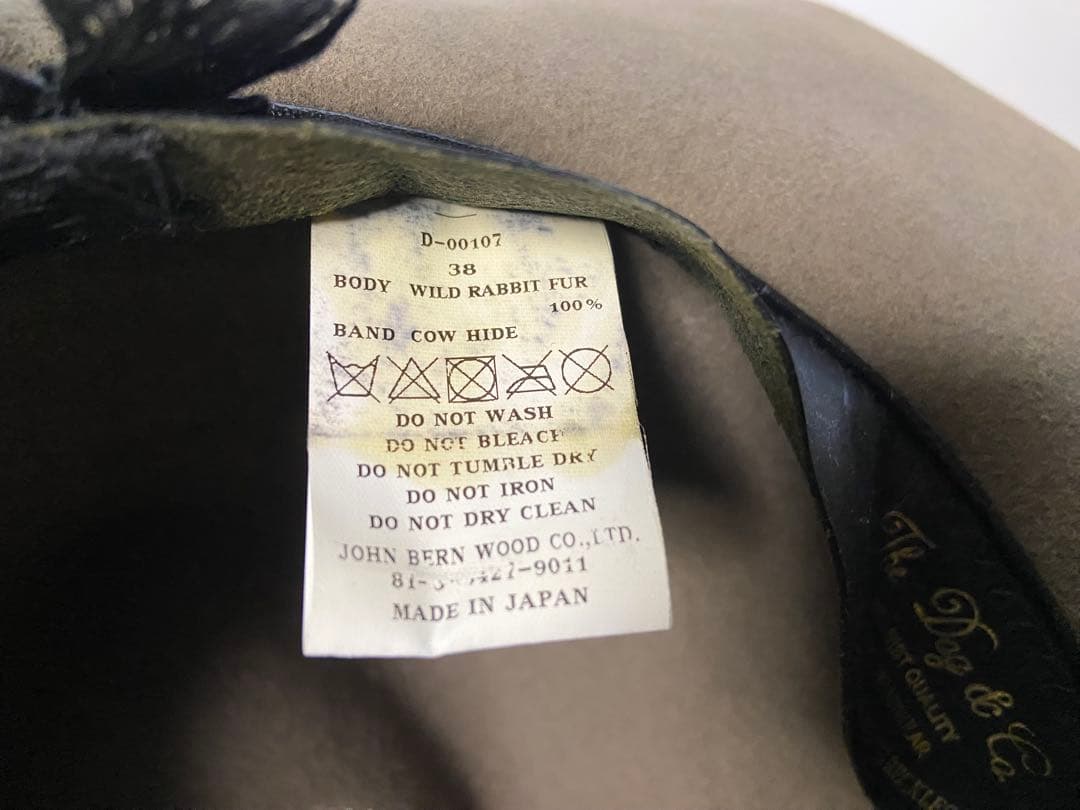 D-00107
38
BODY WILD RABBIT FUR
100%
BAND COW HIDE
DO NOT WASH
DO NOT BLEACH
DO NOT TUMBLE DRY
DO NOT IRON
DO NOT DRY CLEAN
JOHN BERN WOOD CO.,LTD.
MADE IN JAPAN
The Dog & Co
QUALITY